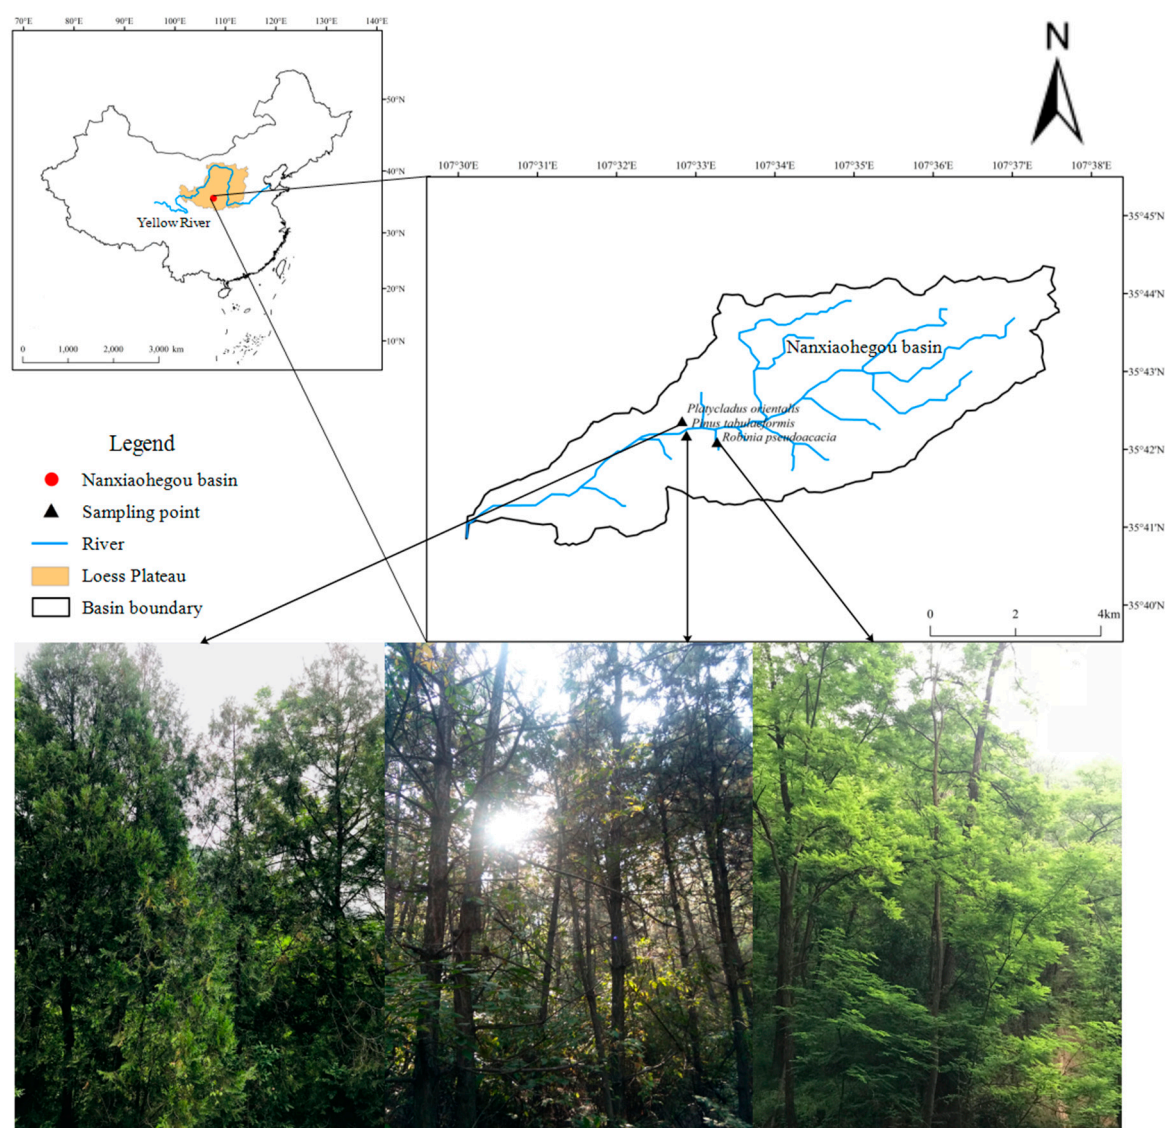 70°E 80°E 90°E 100°E 110°E 120°E 130°E 140°E
50°N
40°N
30°N
20°N
10°N
Yellow River
0 1,000 2,000 3,000 km
N
107°30'E 107°31'E 107°32'E 107°33'E 107°34'E 107°35'E 107°36'E 107°37'E 107°38'E
35°45'N
35°44'N
35°43'N
35°42'N
35°41'N
35°40'N
Nanxiaohegou basin
Platycladus orientalis
Pinus tabulaeformis
Robinia pseudoacacia
0 2 4km
Legend
Nanxiaohegou basin
Sampling point
River
Loess Plateau
Basin boundary